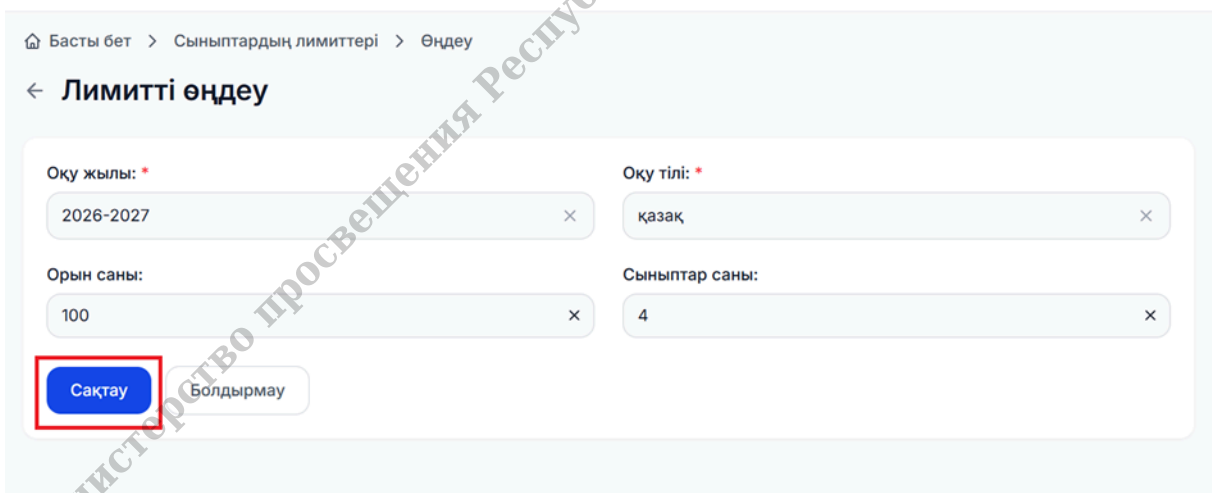 Басты бет > Сыныптардың лимиттері > Өңдеу
← Лимитті өңдеу
Оқу жылы: *
Оқу тілі: *
2026-2027 ×
қазақ ×
Орын саны:
Сыныптар саны:
100 ×
4 ×
Сақтау
Болдырмау
просвещения